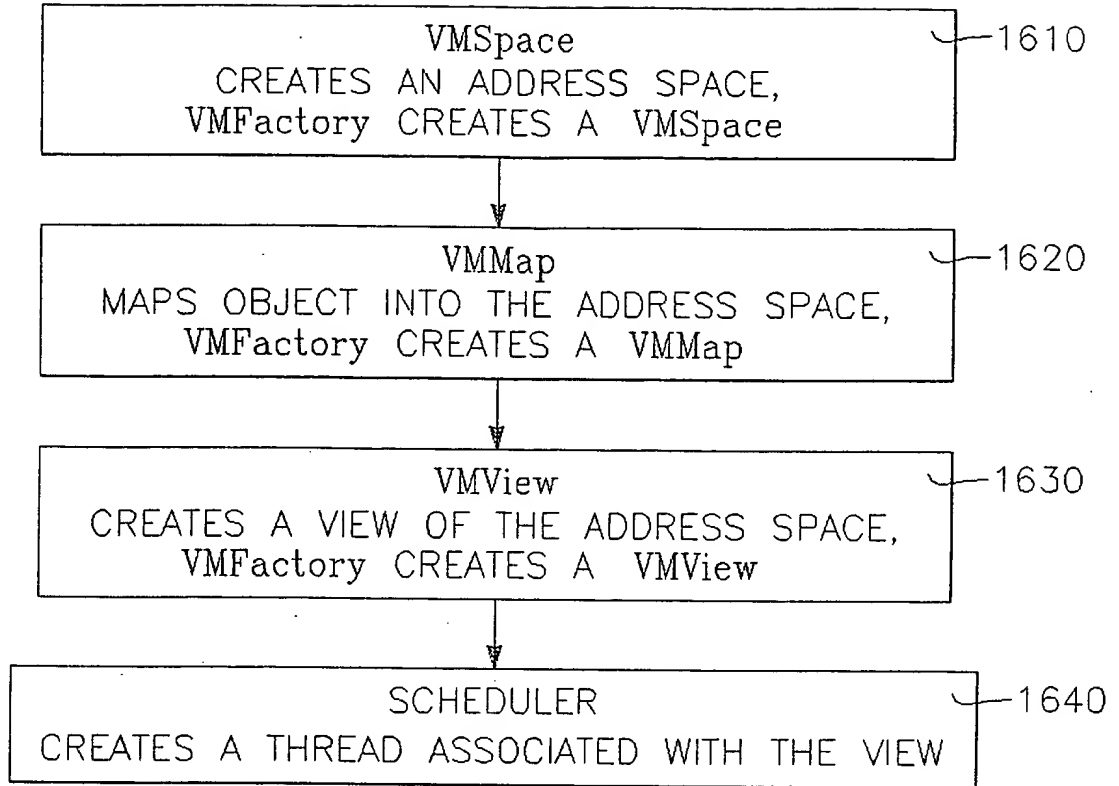 VMSpace
CREATES AN ADDRESS SPACE,
VMFactory CREATES A VMSpace
1610
VMMap
MAPS OBJECT INTO THE ADDRESS SPACE,
VMFactory CREATES A VMMap
1620
VMView
CREATES A VIEW OF THE ADDRESS SPACE,
VMFactory CREATES A VMView
1630
SCHEDULER
CREATES A THREAD ASSOCIATED WITH THE VIEW
1640